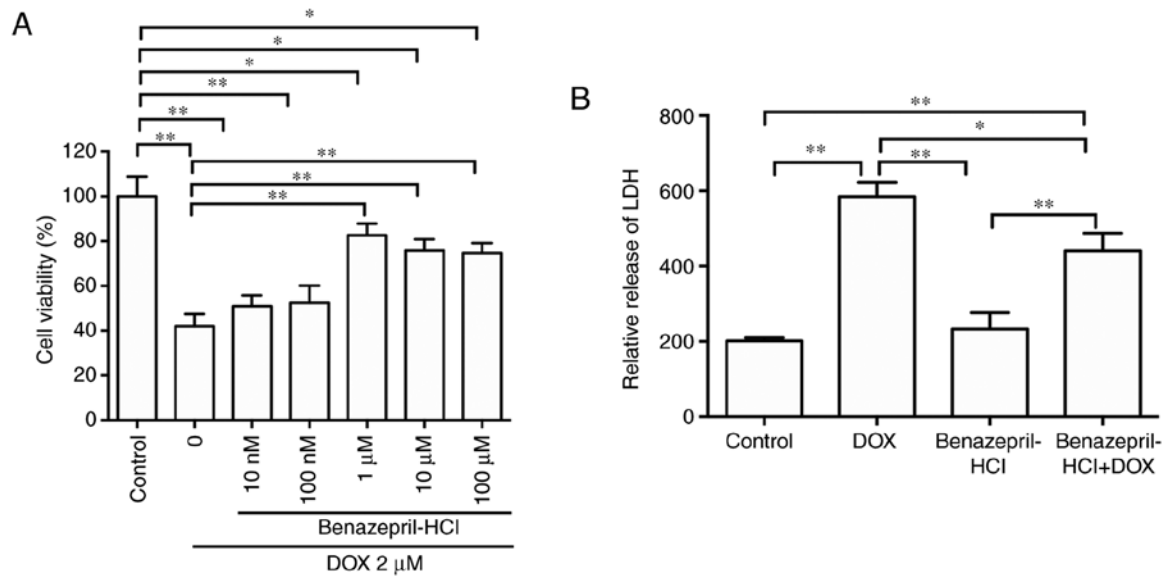 A
*
*
*
**
**
**
**
**
**
120
100
80
60
40
20
0
Cell viability (%)
Control
0
10 nM
100 nM
1 μM
10 μM
100 μM
Benazepril-HCl
DOX 2 μM
B
**
*
**
**
**
800
600
400
200
0
Relative release of LDH
Control
DOX
Benazepril-
HCl
Benazepril-
HCl+DOX